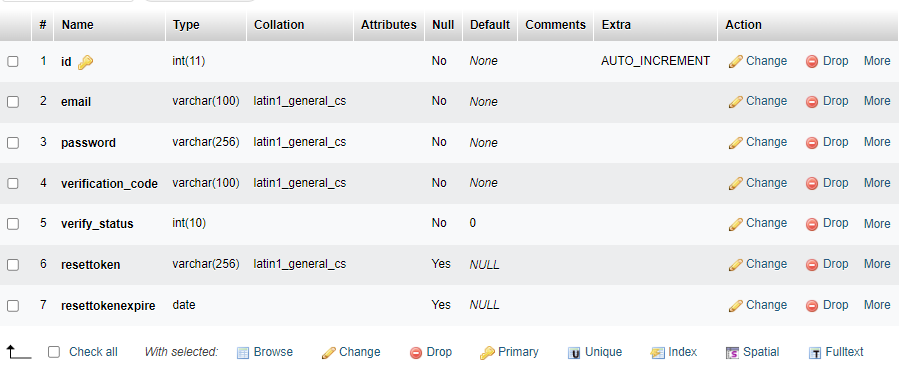 # Name Type Collation Attributes Null Default Comments Extra Action
1 id int(11) No None AUTO_INCREMENT Change Drop More
2 email varchar(100) latin1_general_cs No None Change Drop More
3 password varchar(256) latin1_general_cs No None Change Drop More
4 verification_code varchar(100) latin1_general_cs No None Change Drop More
5 verify_status int(10) No 0 Change Drop More
6 resettoken varchar(256) latin1_general_cs Yes NULL Change Drop More
7 resettokenexpire date Yes NULL Change Drop More
Check all With selected: Browse Change Drop Primary U Unique Index S Spatial T Fulltext